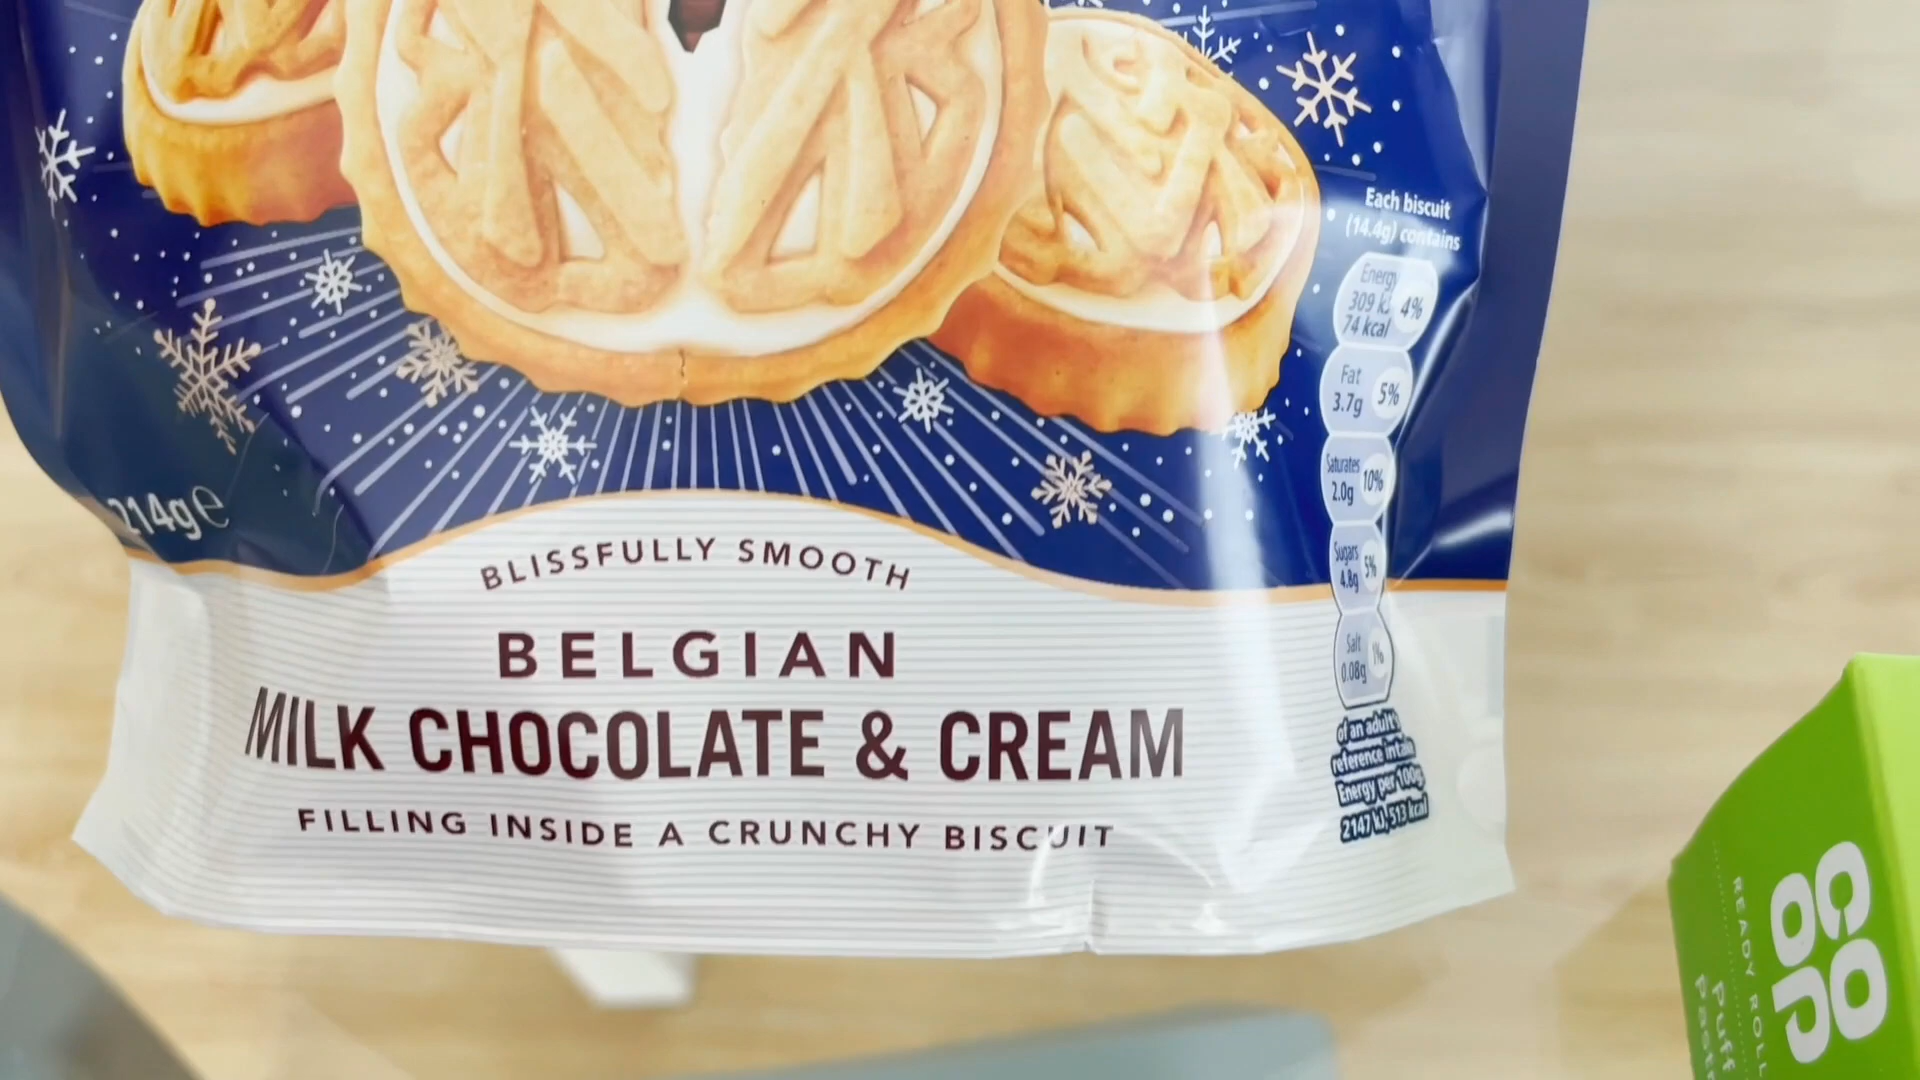 Each biscuit
(14.4g) contains
Energy
309 kJ
74 kcal
4%
Fat
3.7g
5%
Saturates
2.0g
10%
Sugars
4.8g
5%
Salt
0.08g
1%
of an adult's
reference intake
Energy per 100g
2147 kJ, 513 kcal
214g e
BLISSFULLY SMOOTH
BELGIAN
MILK CHOCOLATE & CREAM
FILLING INSIDE A CRUNCHY BISCUIT
CO
OP
READY ROLL
Puff